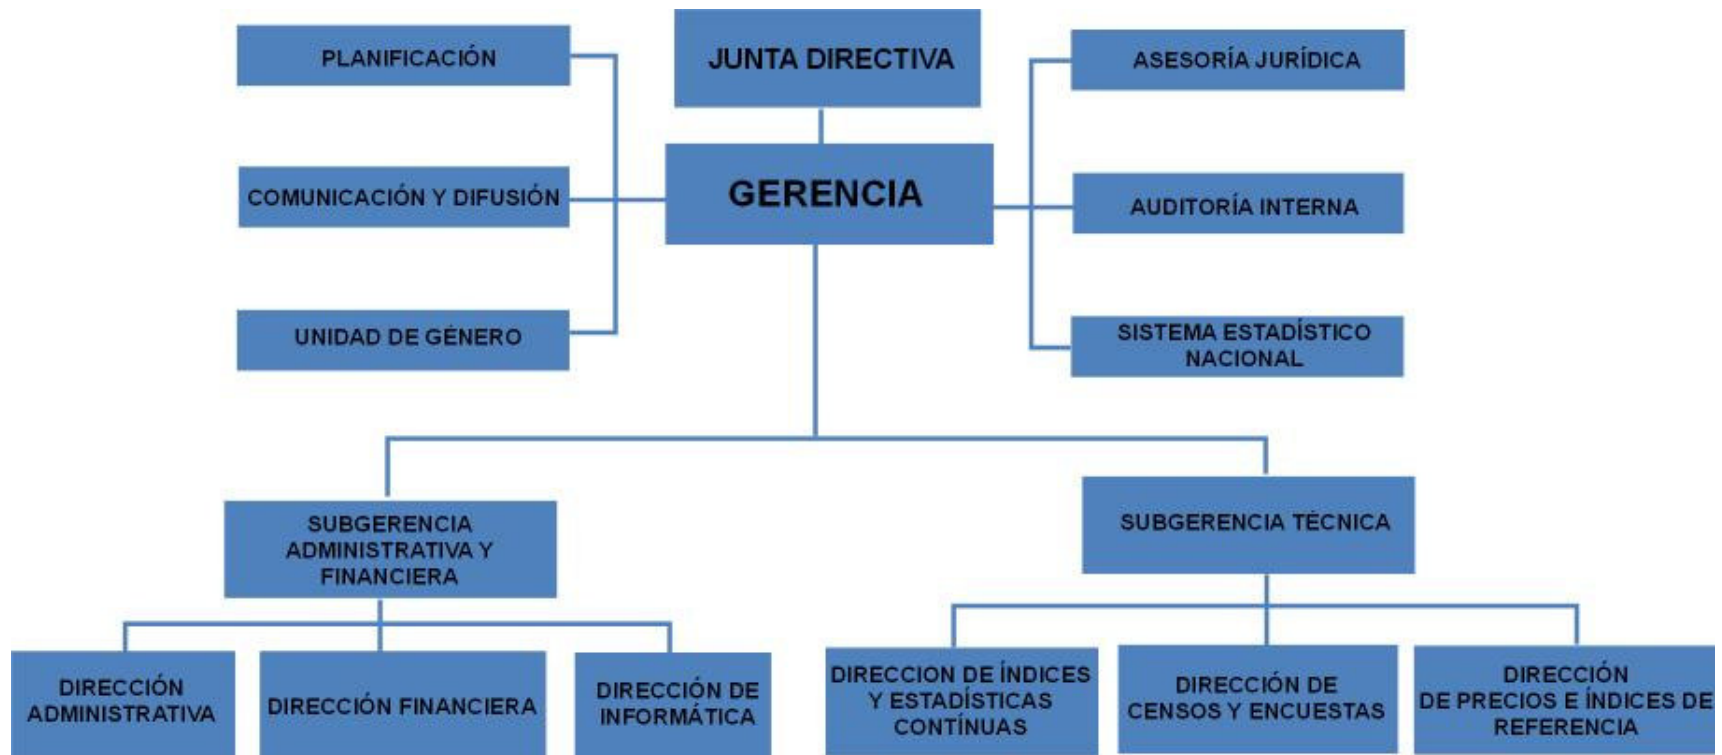 JUNTA DIRECTIVA
PLANIFICACIÓN
ASESORÍA JURÍDICA
GERENCIA
COMUNICACIÓN Y DIFUSIÓN
AUDITORÍA INTERNA
UNIDAD DE GÉNERO
SISTEMA ESTADÍSTICO
NACIONAL
SUBGERENCIA
ADMINISTRATIVA Y
FINANCIERA
SUBGERENCIA TÉCNICA
DIRECCIÓN
ADMINISTRATIVA
DIRECCIÓN FINANCIERA
DIRECCIÓN DE
INFORMÁTICA
DIRECCION DE ÍNDICES
Y ESTADÍSTICAS
CONTÍNUAS
DIRECCIÓN DE
CENSOS Y ENCUESTAS
DIRECCIÓN
DE PRECIOS E ÍNDICES DE
REFERENCIA